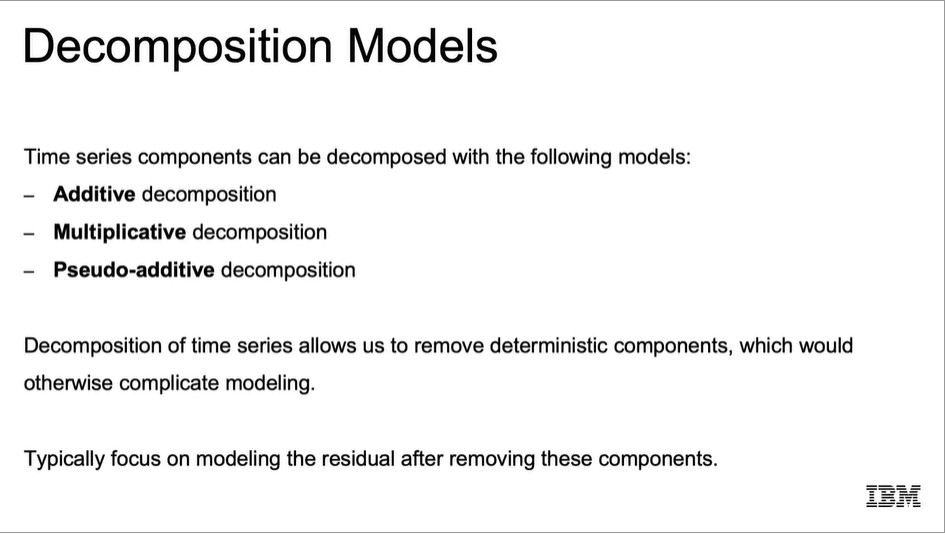 Decomposition Models
Time series components can be decomposed with the following models:
– Additive decomposition
– Multiplicative decomposition
– Pseudo-additive decomposition
Decomposition of time series allows us to remove deterministic components, which would
otherwise complicate modeling.
Typically focus on modeling the residual after removing these components.
IBM